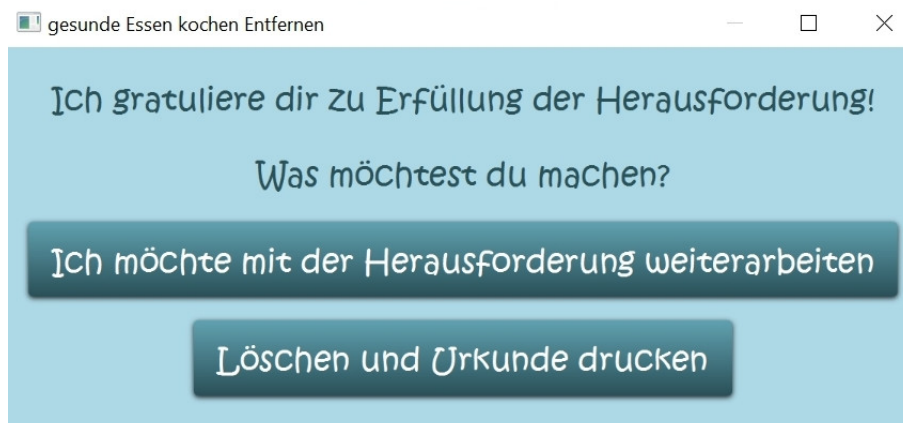 gesunde Essen kochen Entfernen
Ich gratuliere dir zu Erfüllung der Herausforderung!
Was möchtest du machen?
Ich möchte mit der Herausforderung weiterarbeiten
Löschen und Urkunde drucken